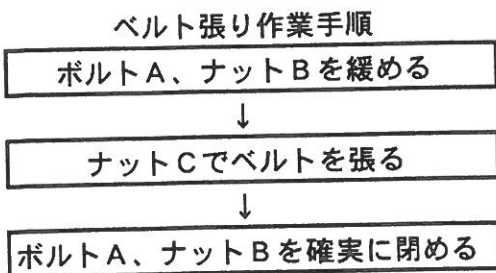 ベルト張り作業手順
ボルトA、ナットBを緩める
↓
ナットCでベルトを張る
↓
ボルトA、ナットBを確実に閉める